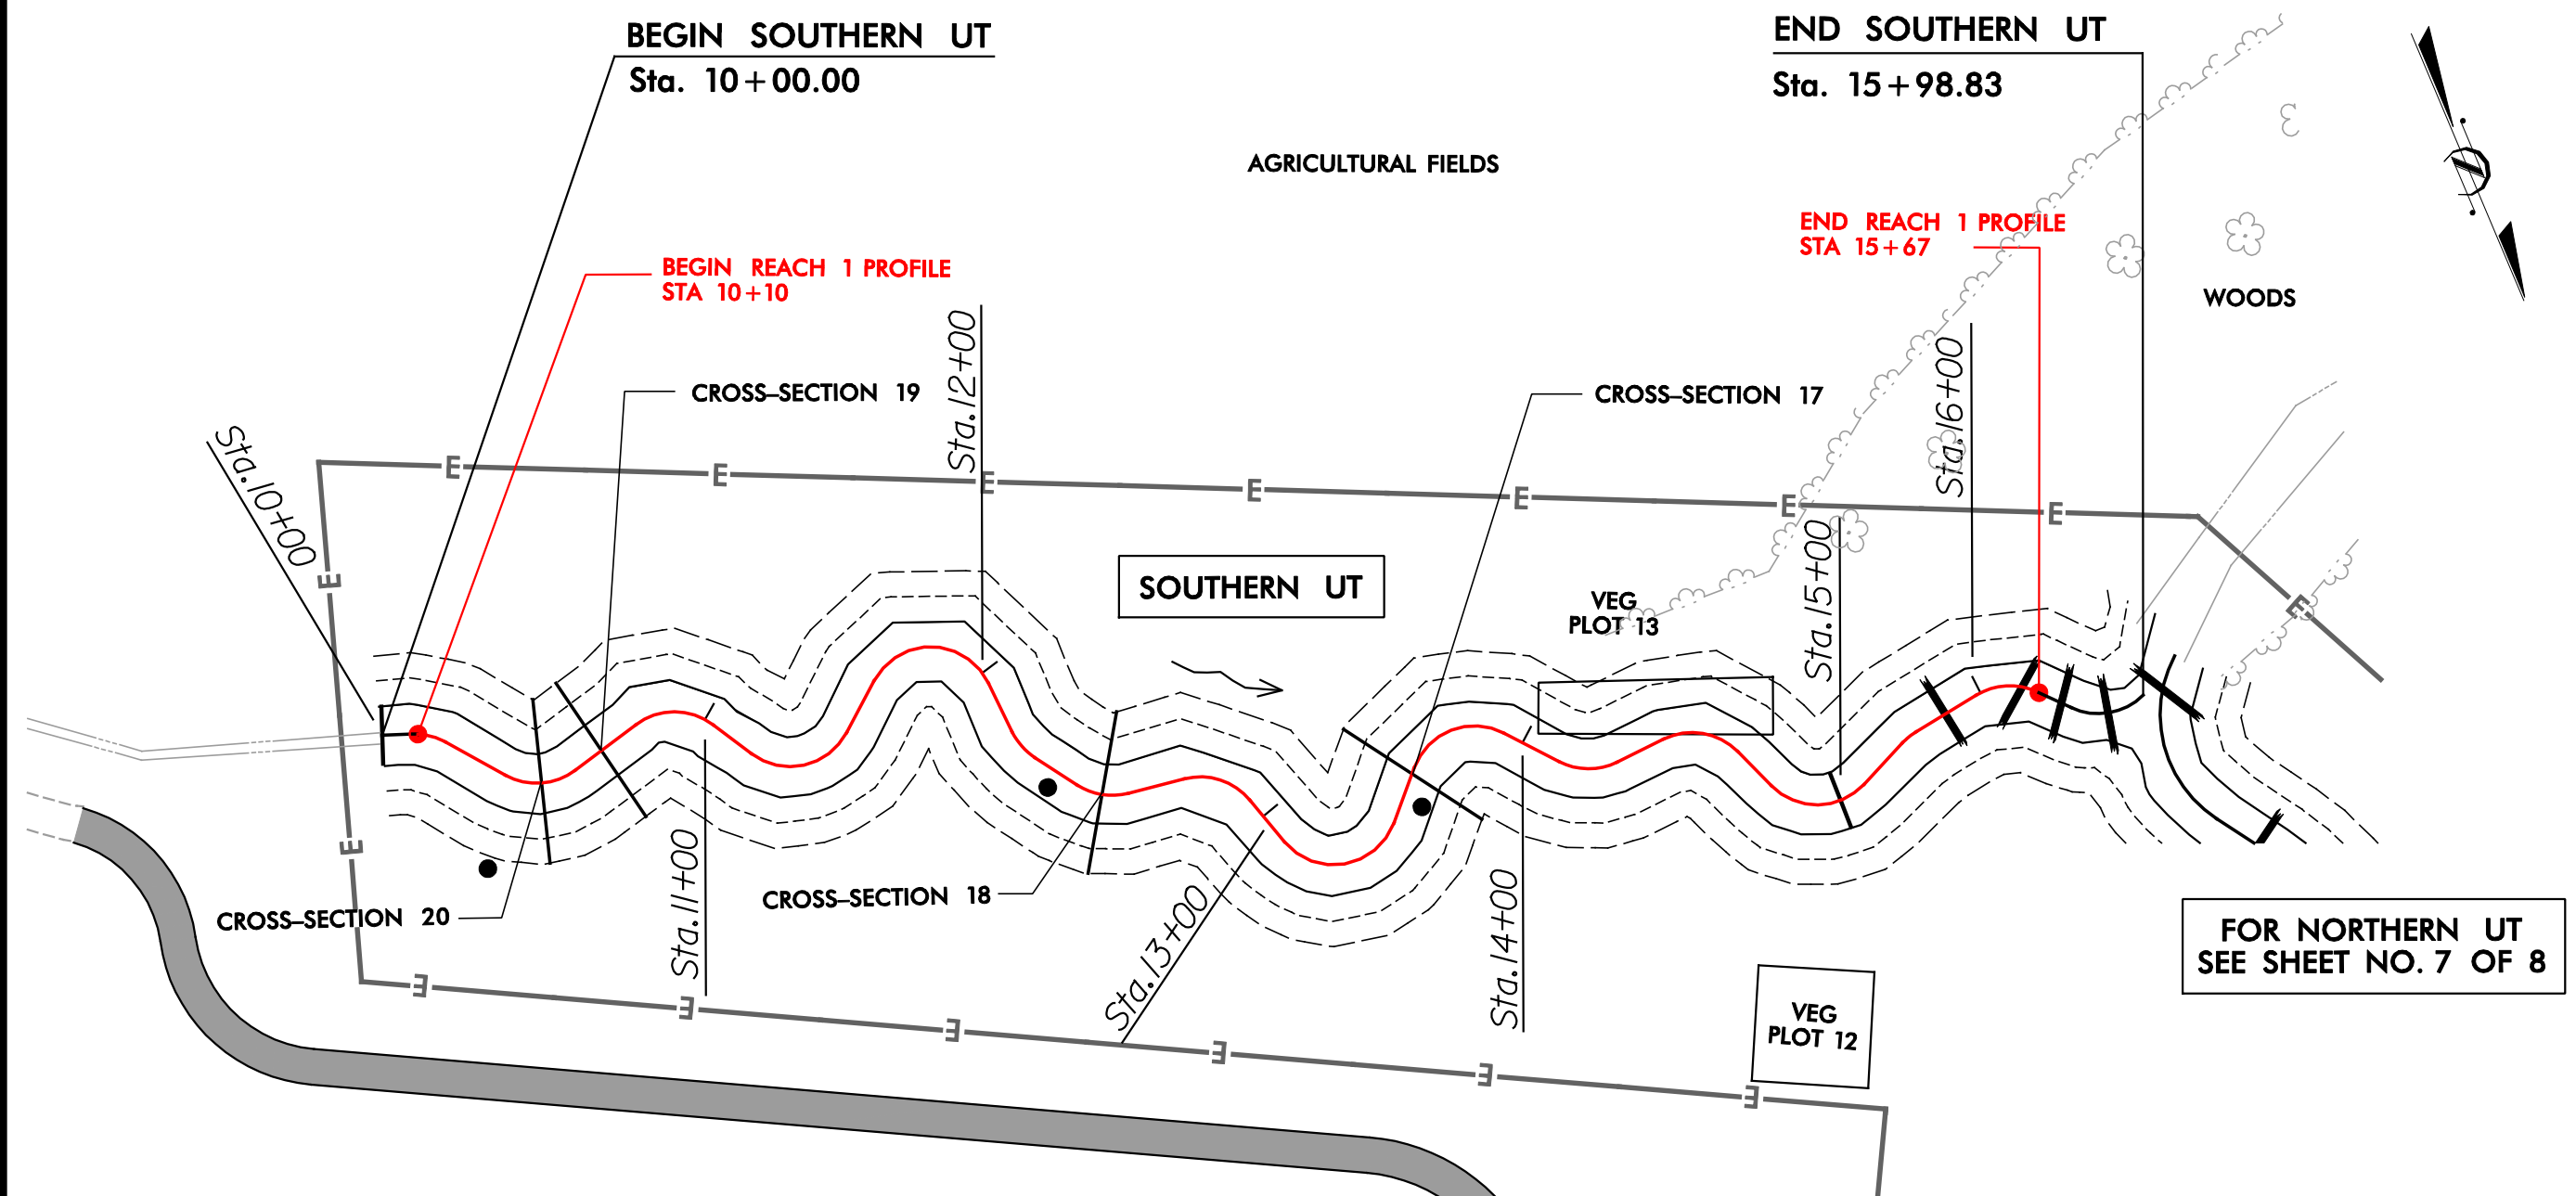 BEGIN SOUTHERN UT
Sta. 10+00.00
END SOUTHERN UT
Sta. 15+98.83
AGRICULTURAL FIELDS
END REACH 1 PROFILE
STA 15+67
BEGIN REACH 1 PROFILE
STA 10+10
WOODS
N
CROSS–SECTION 19
CROSS–SECTION 17
Sta.10+00
Sta.12+00
Sta.16+00
E
E
E
E
E
E
E
E
E
E
SOUTHERN UT
VEG
PLOT 13
Sta.15+00
CROSS–SECTION 20
CROSS–SECTION 18
Sta.11+00
Sta.13+00
Sta.14+00
FOR NORTHERN UT
SEE SHEET NO. 7 OF 8
VEG
PLOT 12
E
E
E
E
E
E